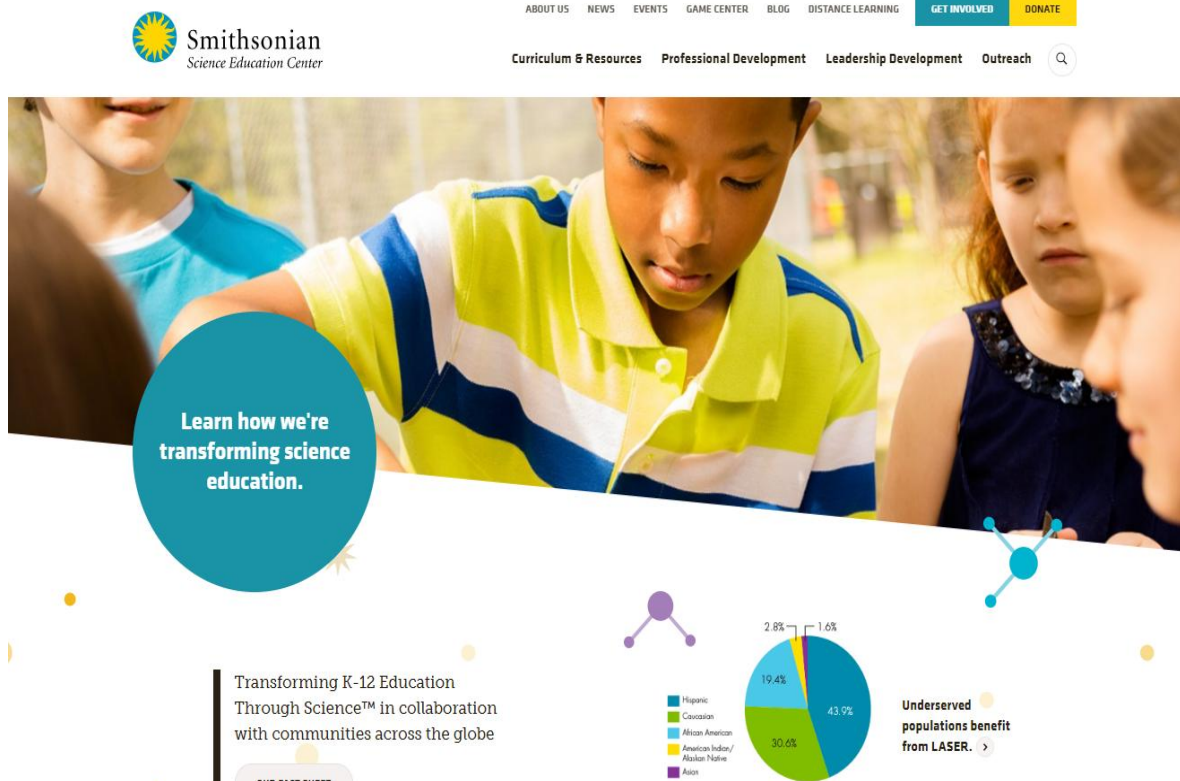 ABOUT US NEWS EVENTS GAME CENTER BLOG DISTANCE LEARNING GET INVOLVED DONATE
Smithsonian
Science Education Center
Curriculum & Resources Professional Development Leadership Development Outreach
Learn how we're
transforming science
education.
Transforming K-12 Education
Through Science™ in collaboration
with communities across the globe
OUR FACT SHEET
2.8% 1.6%
19.4%
43.9%
30.6%
Hispanic
Caucasian
African American
American Indian/
Alaskan Native
Asian
Underserved
populations benefit
from LASER.